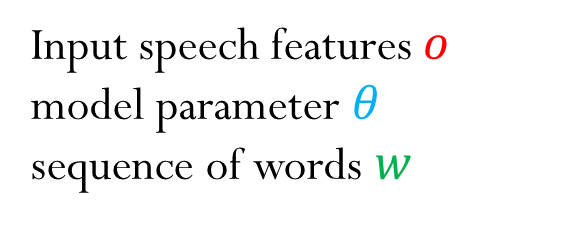 Input speech features o
model parameter θ
sequence of words w